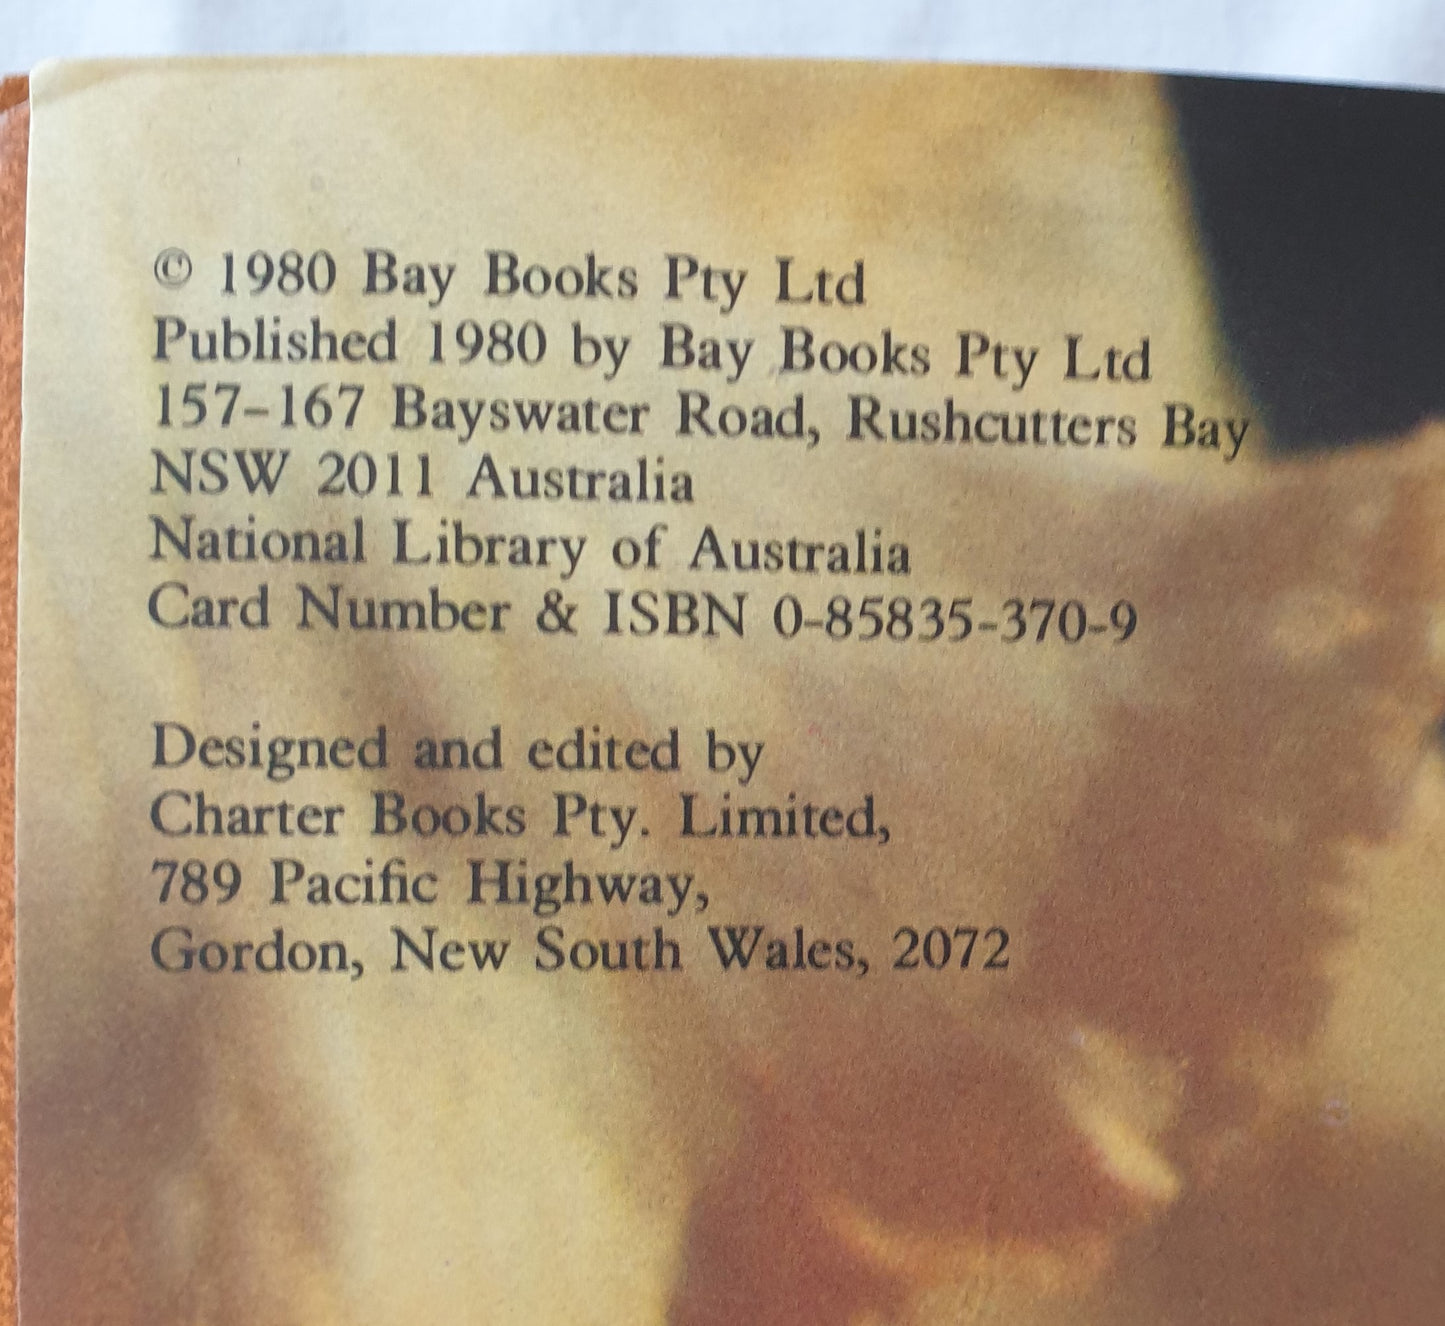 © 1980 Bay Books Pty Ltd
Published 1980 by Bay Books Pty Ltd
157–167 Bayswater Road, Rushcutters Bay
NSW 2011 Australia
National Library of Australia
Card Number & ISBN 0-85835-370-9
Designed and edited by
Charter Books Pty. Limited,
789 Pacific Highway,
Gordon, New South Wales, 2072